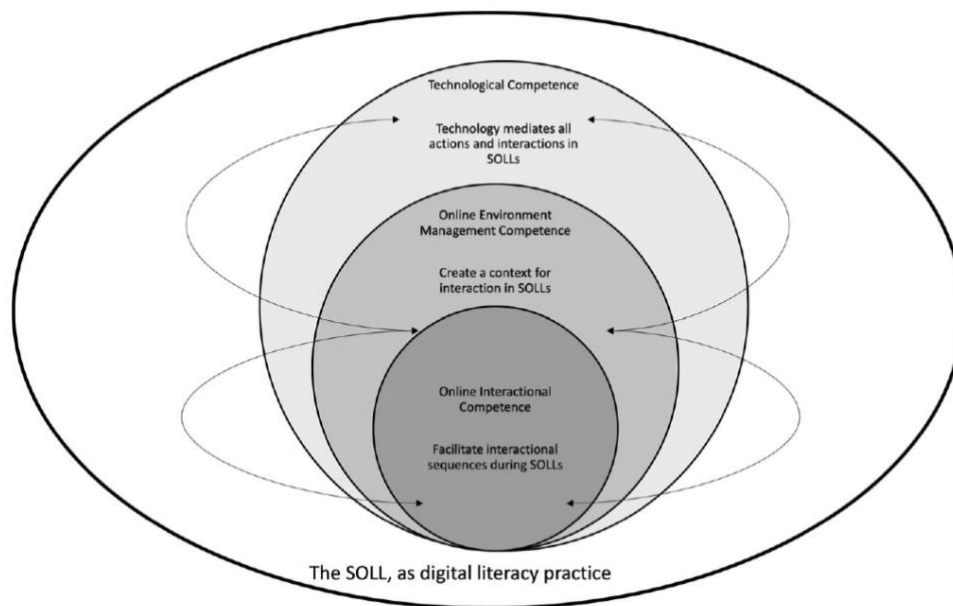 Technological Competence
Technology mediates all
actions and interactions in
SOLLs
Online Environment
Management Competence
Create a context for
interaction in SOLLs
Online Interactional
Competence
Facilitate interactional
sequences during SOLLs
The SOLL, as digital literacy practice